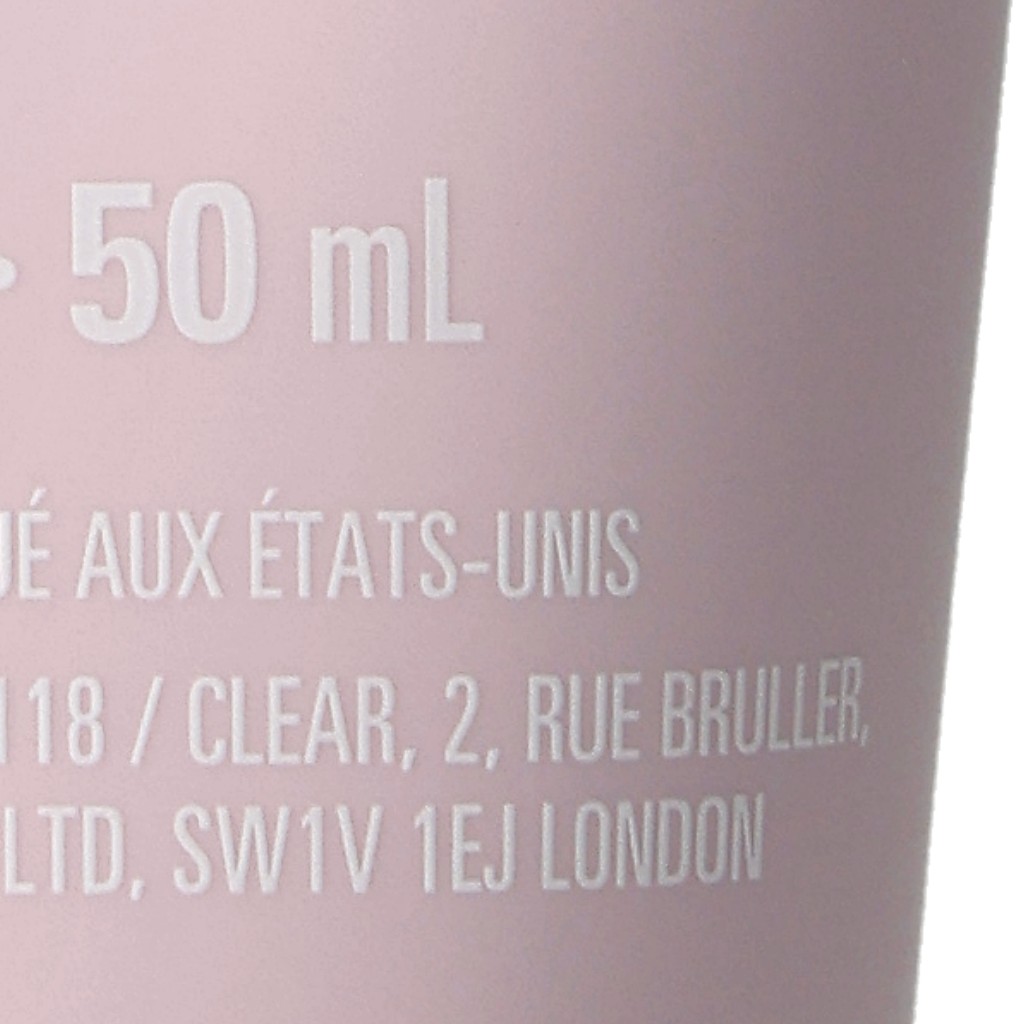 · 50 mL
UÉ AUX ÉTATS-UNIS
118 / CLEAR, 2, RUE BRULLER,
LTD, SW1V 1EJ LONDON